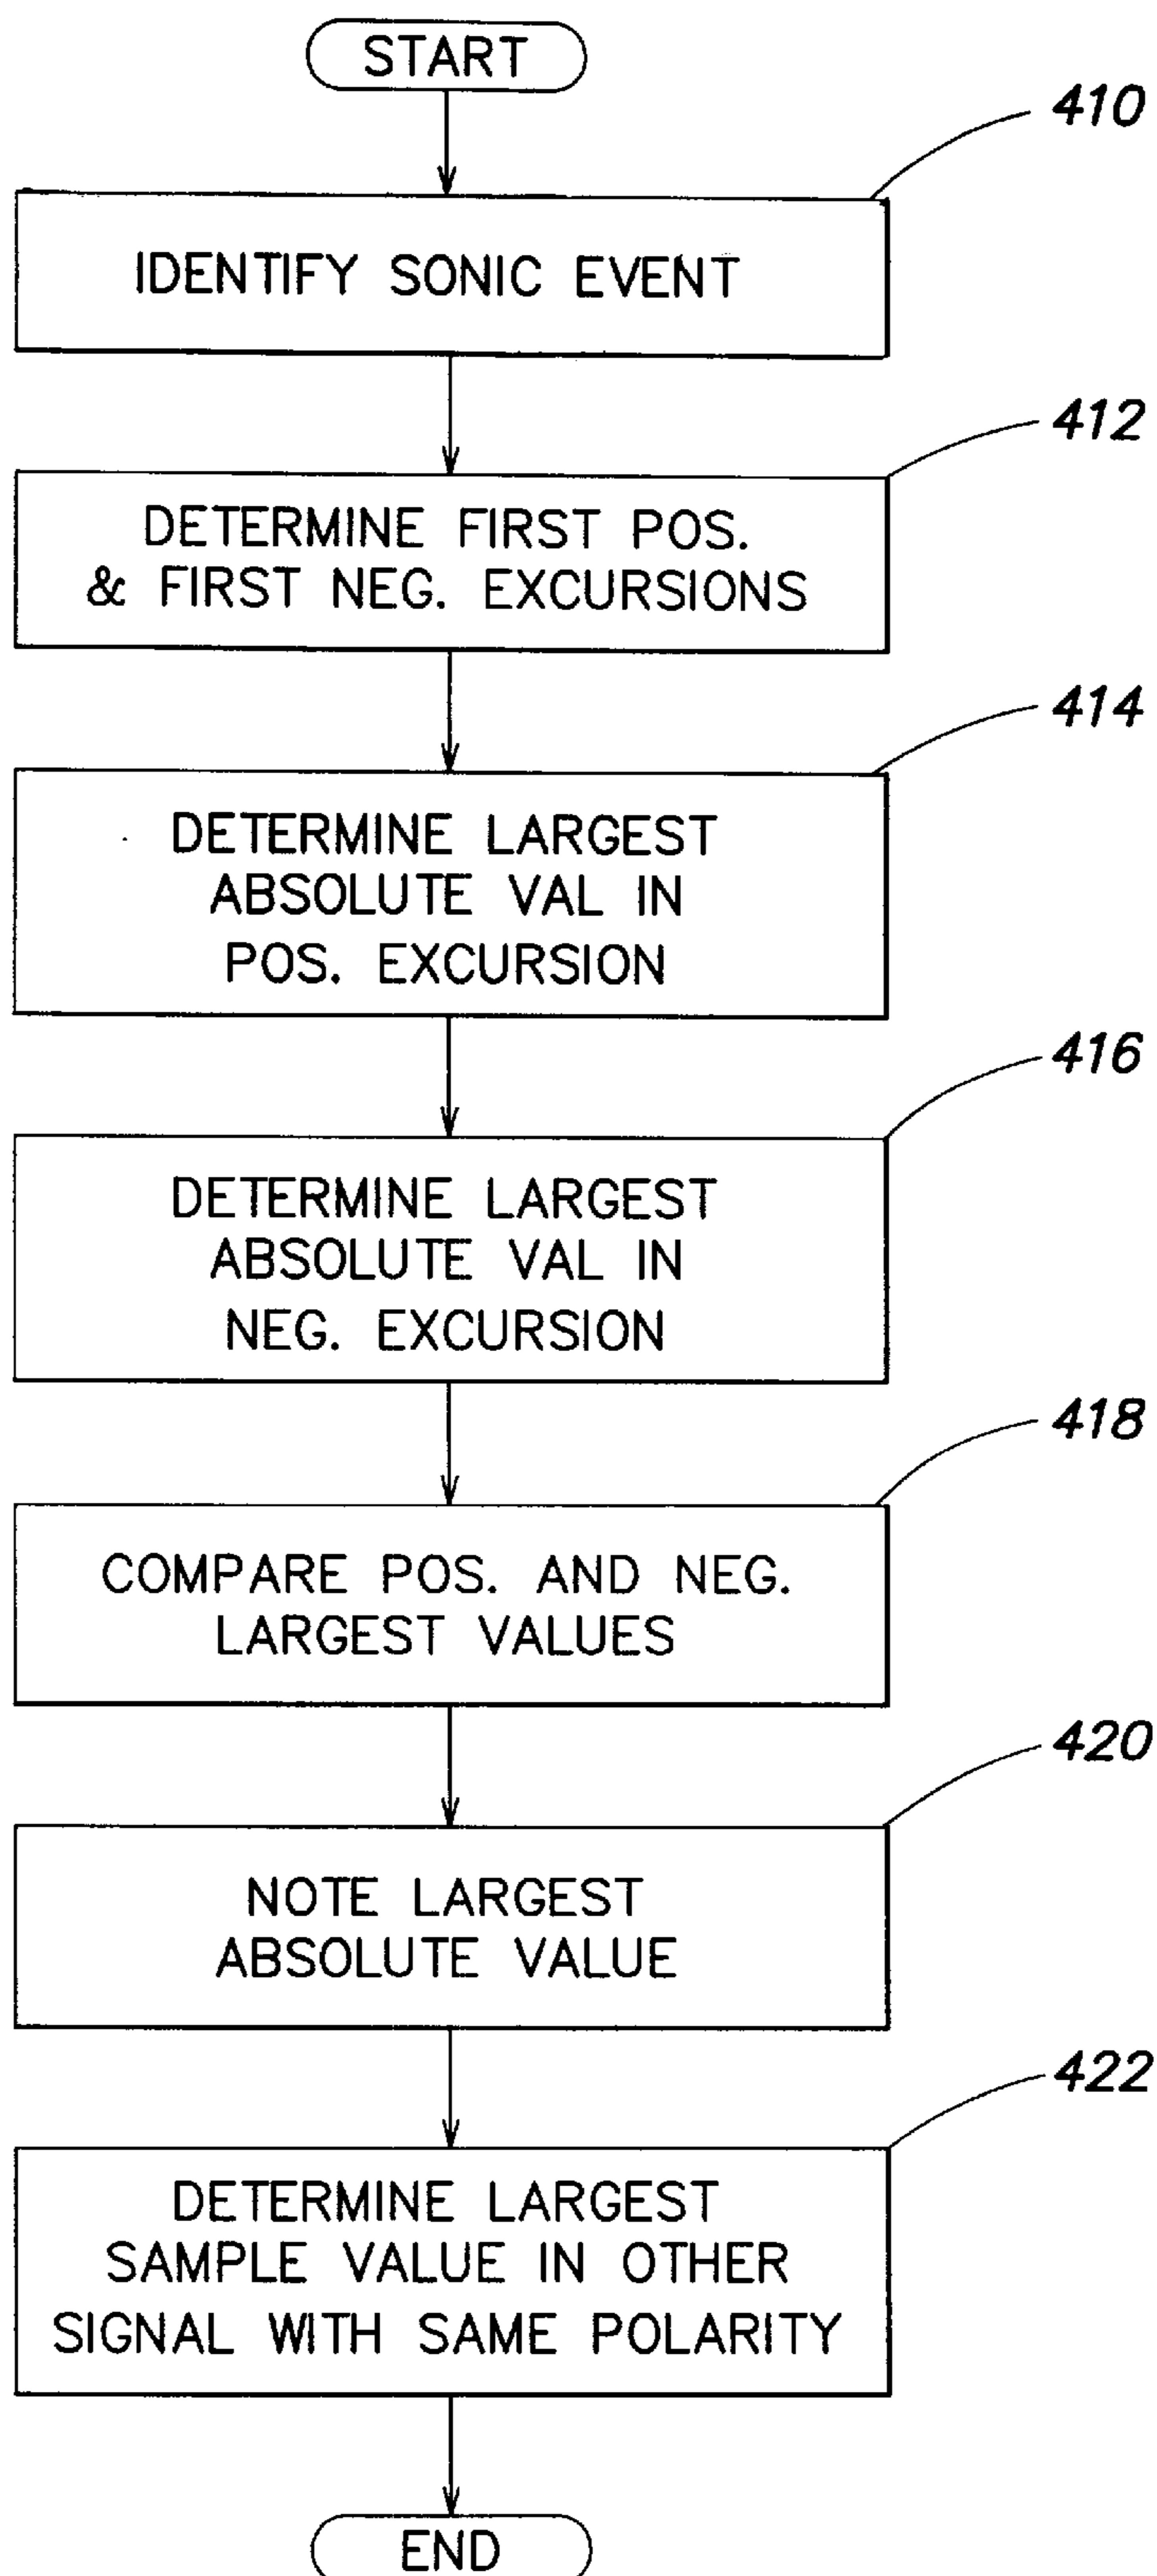 START
410
IDENTIFY SONIC EVENT
412
DETERMINE FIRST POS.
& FIRST NEG. EXCURSIONS
414
DETERMINE LARGEST
ABSOLUTE VAL IN
POS. EXCURSION
416
DETERMINE LARGEST
ABSOLUTE VAL IN
NEG. EXCURSION
418
COMPARE POS. AND NEG.
LARGEST VALUES
420
NOTE LARGEST
ABSOLUTE VALUE
422
DETERMINE LARGEST
SAMPLE VALUE IN OTHER
SIGNAL WITH SAME POLARITY
END